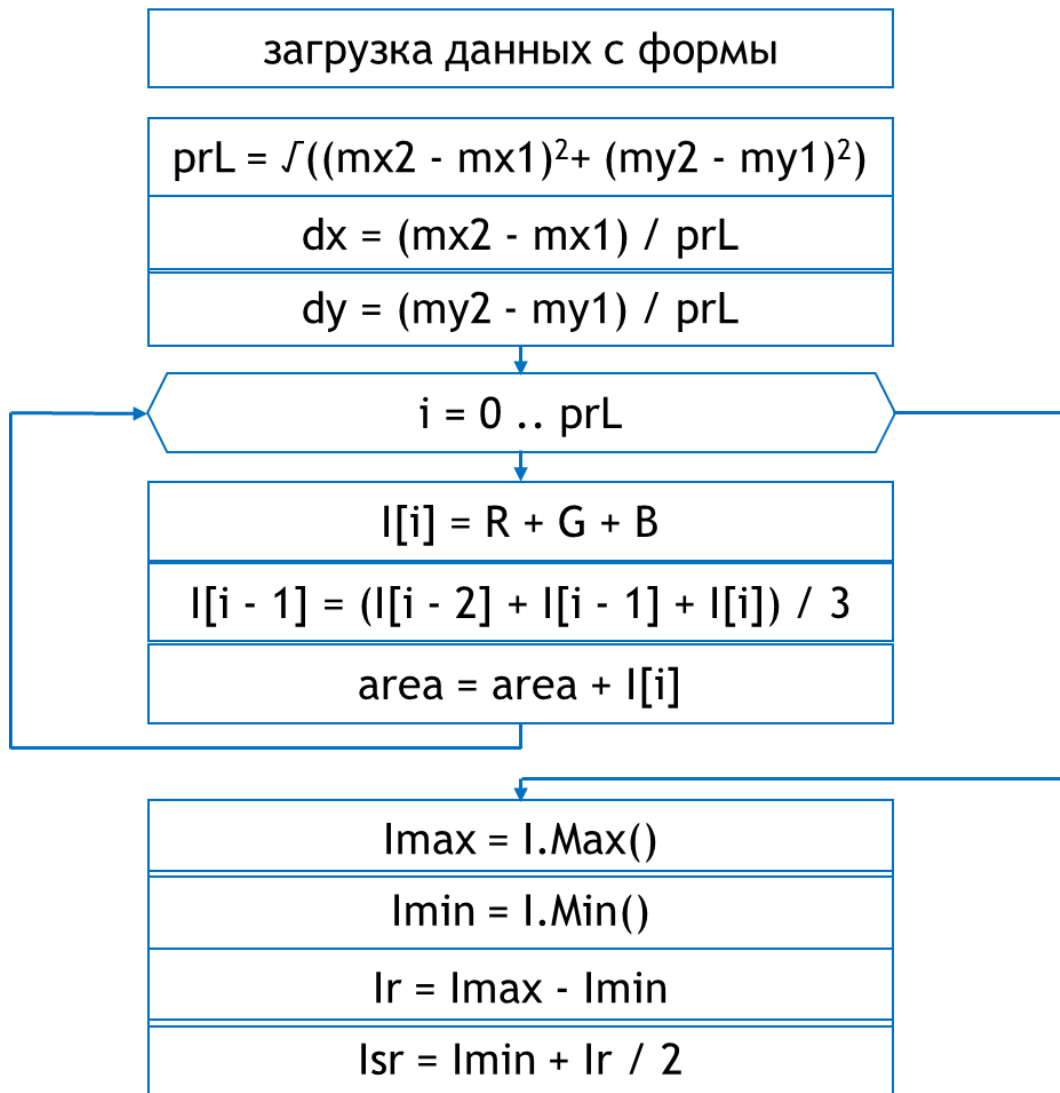 загрузка данных с формы
prL = √((mx2 - mx1)²+ (my2 - my1)²)
dx = (mx2 - mx1) / prL
dy = (my2 - my1) / prL
i = 0 .. prL
I[i] = R + G + B
I[i - 1] = (I[i - 2] + I[i - 1] + I[i]) / 3
area = area + I[i]
Imax = I.Max()
Imin = I.Min()
Ir = Imax - Imin
Isr = Imin + Ir / 2